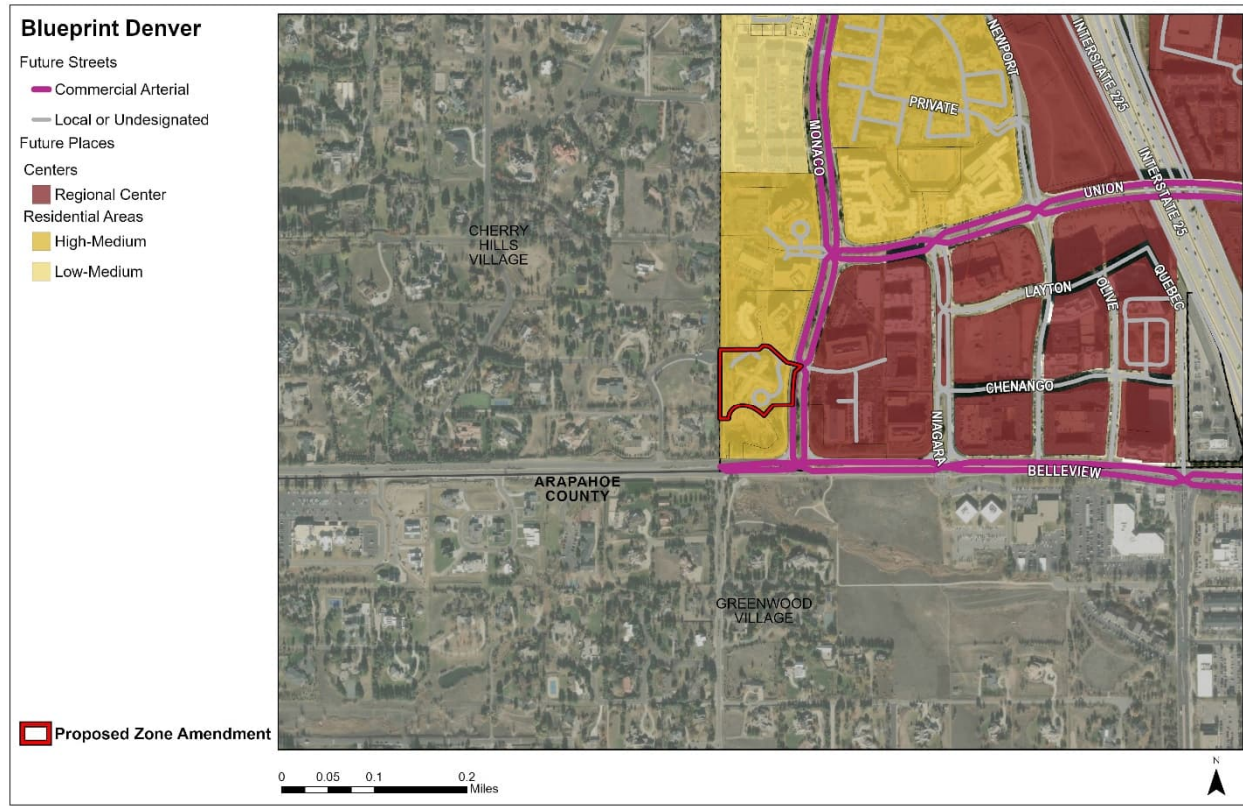 Blueprint Denver
Future Streets
Commercial Arterial
Local or Undesignated
Future Places
Centers
Regional Center
Residential Areas
High-Medium
Low-Medium
Proposed Zone Amendment
NEWPORT
INTERSTATE 225
PRIVATE
MONACO
INTERSTATE 25
UNION
CHERRY
HILLS
VILLAGE
LAYTON
OLIVE
QUEBEC
CHENANGO
NIAGARA
BELLEVIEW
ARAPAHOE
COUNTY
GREENWOOD
VILLAGE
0 0.05 0.1 0.2
Miles
N